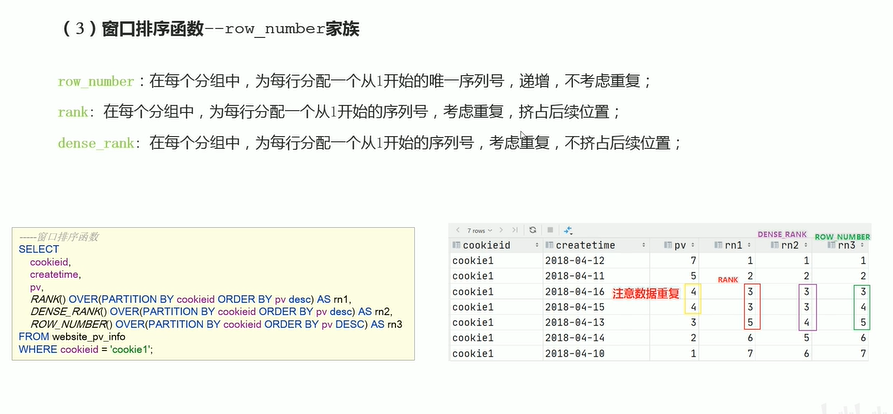 （3）窗口排序函数--row_number家族
row_number：在每个分组中，为每行分配一个从1开始的唯一序列号，递增，不考虑重复；
rank：在每个分组中，为每行分配一个从1开始的序列号，考虑重复，挤占后续位置；
dense_rank：在每个分组中，为每行分配一个从1开始的序列号，考虑重复，不挤占后续位置；
-----窗口排序函数
SELECT
cookieid,
createtime,
pv,
RANK() OVER(PARTITION BY cookieid ORDER BY pv desc) AS rn1,
DENSE_RANK() OVER(PARTITION BY cookieid ORDER BY pv desc) AS rn2,
ROW_NUMBER() OVER(PARTITION BY cookieid ORDER BY pv DESC) AS rn3
FROM website_pv_info
WHERE cookieid = 'cookie1';
7 rows
DENSE_RANK ROW_NUMBER
cookieid createtime pv rn1 rn2 rn3
cookie1 2018-04-12 7 1 1 1
cookie1 2018-04-11 5 2 2 2
RANK
注意数据重复
cookie1 2018-04-16 4 3 3 3
cookie1 2018-04-15 4 3 3 4
cookie1 2018-04-13 3 5 4 5
cookie1 2018-04-14 2 6 5 6
cookie1 2018-04-10 1 7 6 7